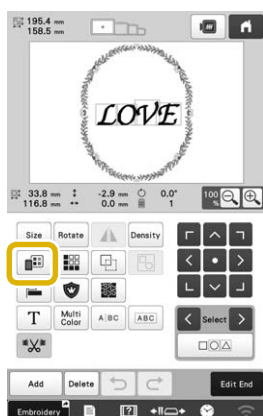 195.4 mm
158.5 mm
LOVE
33.8 mm -2.9 mm 0.0°
116.8 mm 0.0 mm 1
100 %
Size Rotate Density
T Multi Color A BC ABC
Select
Add Delete Edit End
Embroidery